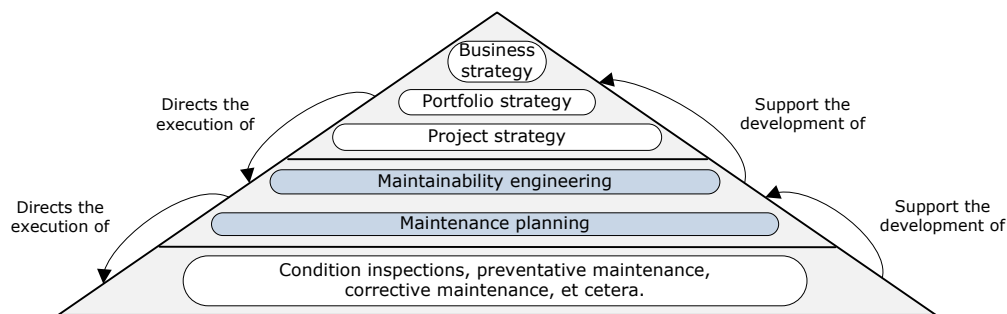 Business
strategy
Portfolio strategy
Project strategy
Directs the
execution of
Support the
development of
Maintainability engineering
Maintenance planning
Directs the
execution of
Support the
development of
Condition inspections, preventative maintenance,
corrective maintenance, et cetera.